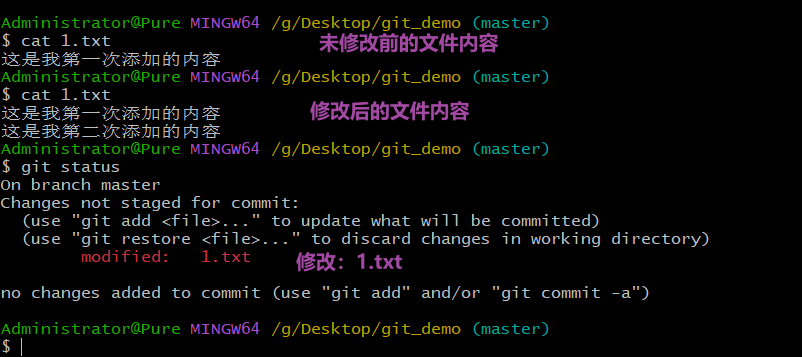 Administrator@Pure MINGW64 /g/Desktop/git_demo (master)
$ cat 1.txt 未修改前的文件内容
这是我第一次添加的内容
Administrator@Pure MINGW64 /g/Desktop/git_demo (master)
$ cat 1.txt
这是我第一次添加的内容 修改后的文件内容
这是我第二次添加的内容
Administrator@Pure MINGW64 /g/Desktop/git_demo (master)
$ git status
On branch master
Changes not staged for commit:
  (use "git add <file>..." to update what will be committed)
  (use "git restore <file>..." to discard changes in working directory)
        modified:   1.txt 修改：1.txt
no changes added to commit (use "git add" and/or "git commit -a")
Administrator@Pure MINGW64 /g/Desktop/git_demo (master)
$